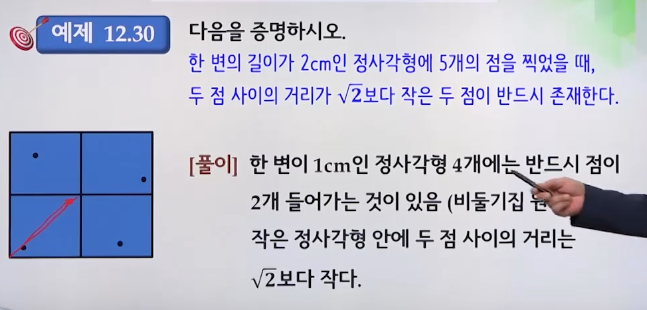 예제 12.30
다음을 증명하시오.
한 변의 길이가 2cm인 정사각형에 5개의 점을 찍었을 때,
두 점 사이의 거리가 √2보다 작은 두 점이 반드시 존재한다.
[풀이] 한 변이 1cm인 정사각형 4개에는 반드시 점이
2개 들어가는 것이 있음 (비둘기집
작은 정사각형 안에 두 점 사이의 거리는
√2보다 작다.